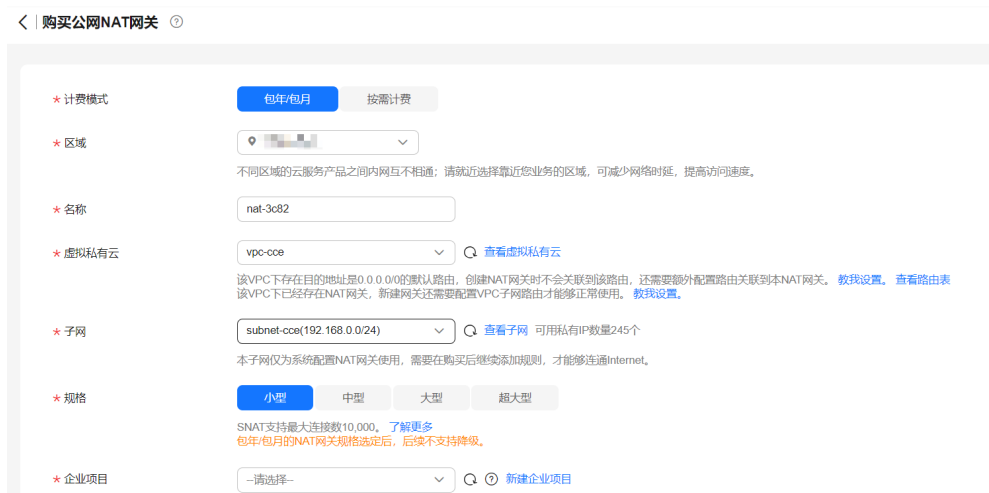 购买公网NAT网关
* 计费模式 包年/包月 按需计费
* 区域
不同区域的云服务产品之间内网互不相通；请就近选择靠近您业务的区域，可减少网络时延，提高访问速度。
* 名称 nat-3c82
* 虚拟私有云 vpc-cce 查看虚拟私有云
该VPC下存在目的地址是0.0.0.0/0的默认路由，创建NAT网关时不会关联到该路由，还需要额外配置路由关联到本NAT网关。 教我设置。 查看路由表
该VPC下已经存在NAT网关，新建网关还需要配置VPC子网路由才能够正常使用。 教我设置。
* 子网 subnet-cce(192.168.0.0/24) 查看子网 可用私有IP数量245个
本子网仅为系统配置NAT网关使用，需要在购买后继续添加规则，才能够连通Internet。
* 规格 小型 中型 大型 超大型
SNAT支持最大连接数10,000。 了解更多
包年/包月的NAT网关规格选定后，后续不支持降级。
* 企业项目 --请选择-- 新建企业项目